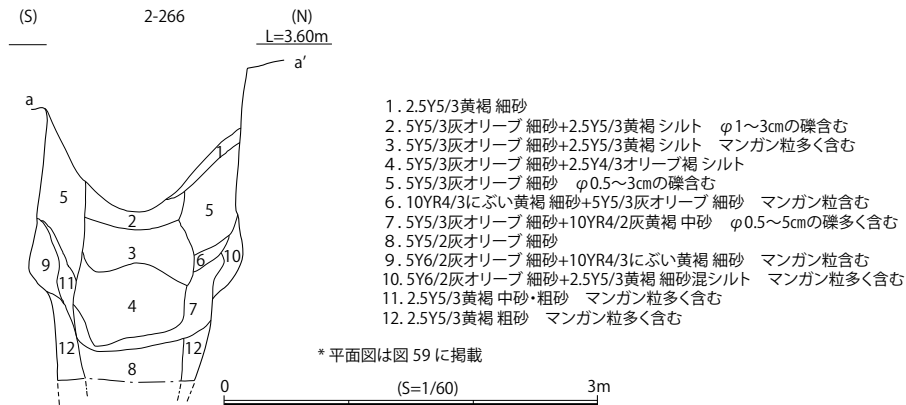 (S) 2-266 (N)
L=3.60m
a'
a
1
5
2
5
3
6
10
9
11
4
7
12
8
12
1. 2.5Y5/3黄褐 細砂
2. 5Y5/3灰オリーブ 細砂+2.5Y5/3黄褐 シルト φ1〜3㎝の礫含む
3. 5Y5/3灰オリーブ 細砂+2.5Y5/3黄褐 シルト マンガン粒多く含む
4. 5Y5/3灰オリーブ 細砂+2.5Y4/3オリーブ褐 シルト
5. 5Y5/3灰オリーブ 細砂 φ0.5〜3㎝の礫含む
6. 10YR4/3にぶい黄褐 細砂+5Y5/3灰オリーブ 細砂 マンガン粒含む
7. 5Y5/3灰オリーブ 細砂+10YR4/2灰黄褐 中砂 φ0.5〜5㎝の礫多く含む
8. 5Y5/2灰オリーブ 細砂
9. 5Y6/2灰オリーブ 細砂+10YR4/3にぶい黄褐 細砂 マンガン粒含む
10. 5Y6/2灰オリーブ 細砂+2.5Y5/3黄褐 細砂混シルト マンガン粒多く含む
11. 2.5Y5/3黄褐 中砂・粗砂 マンガン粒多く含む
12. 2.5Y5/3黄褐 粗砂 マンガン粒多く含む
* 平面図は図 59 に掲載
0 (S=1/60) 3m